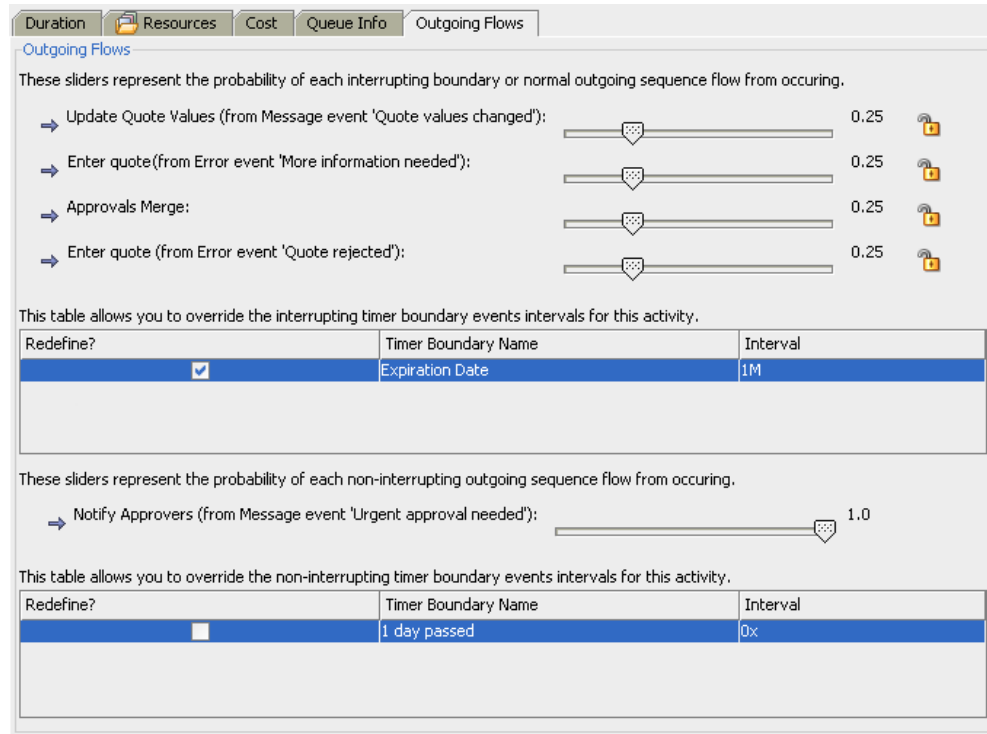 Duration Resources Cost Queue Info Outgoing Flows
Outgoing Flows
These sliders represent the probability of each interrupting boundary or normal outgoing sequence flow from occuring.
Update Quote Values (from Message event 'Quote values changed'): 0.25
Enter quote(from Error event 'More information needed'): 0.25
Approvals Merge: 0.25
Enter quote (from Error event 'Quote rejected'): 0.25
This table allows you to override the interrupting timer boundary events intervals for this activity.
Redefine? Timer Boundary Name Interval
Expiration Date 1M
These sliders represent the probability of each non-interrupting outgoing sequence flow from occuring.
Notify Approvers (from Message event 'Urgent approval needed'): 1.0
This table allows you to override the non-interrupting timer boundary events intervals for this activity.
Redefine? Timer Boundary Name Interval
1 day passed 0x